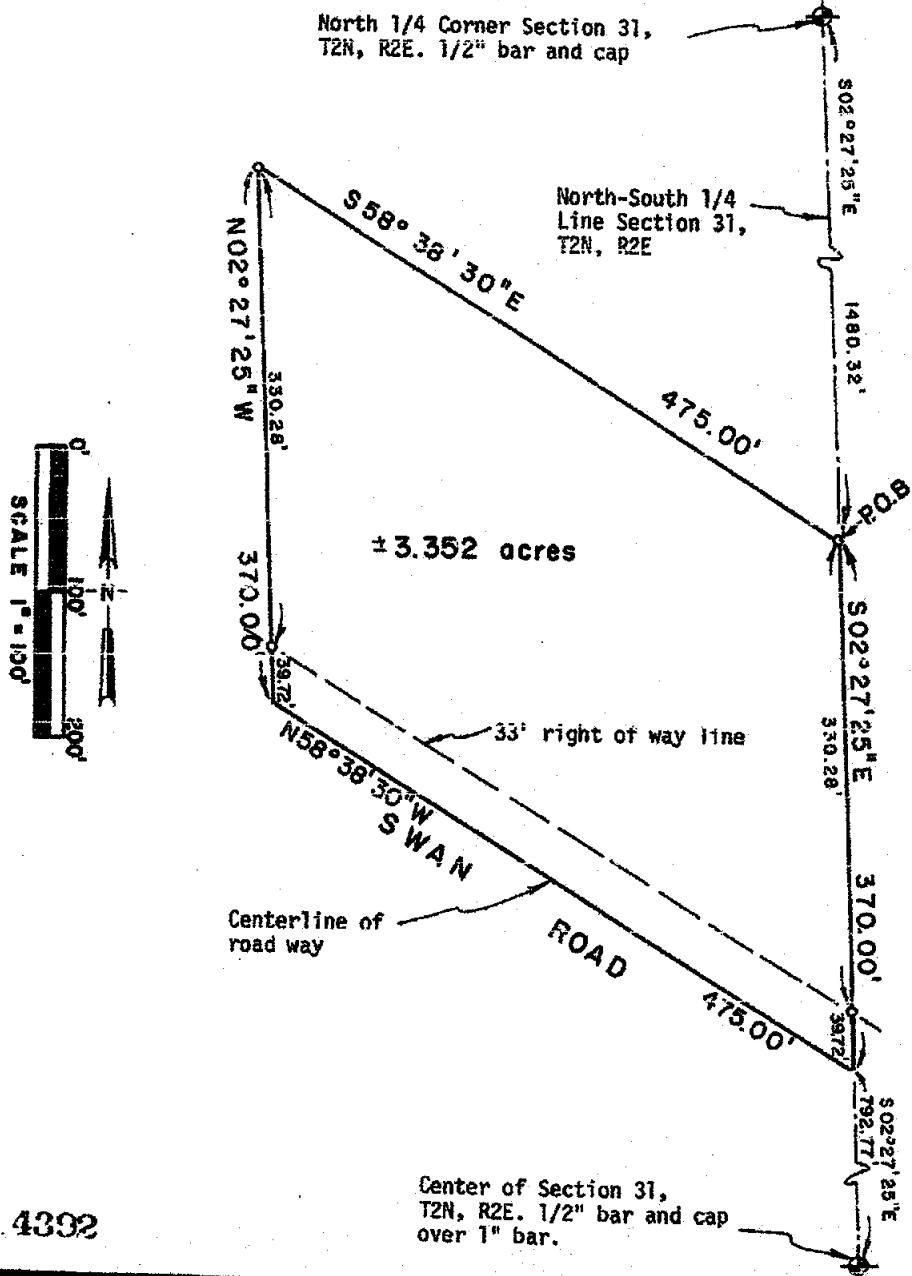 North 1/4 Corner Section 31,
T2N, R2E. 1/2" bar and cap
S02°27'25"E
North-South 1/4
Line Section 31,
T2N, R2E
1480.32'
S58°38'30"E
475.00'
P.O.B
N02°27'25"W
330.28'
370.00'
39.72'
±3.352 acres
S02°27'25"E
330.28'
370.00'
39.72'
33' right of way line
N58°38'30"W
SWAN
ROAD
475.00'
Centerline of
road way
S02°27'25"E
792.77'
Center of Section 31,
T2N, R2E. 1/2" bar and cap
over 1" bar.
0'
100'
200'
SCALE 1"=100'
N
4392